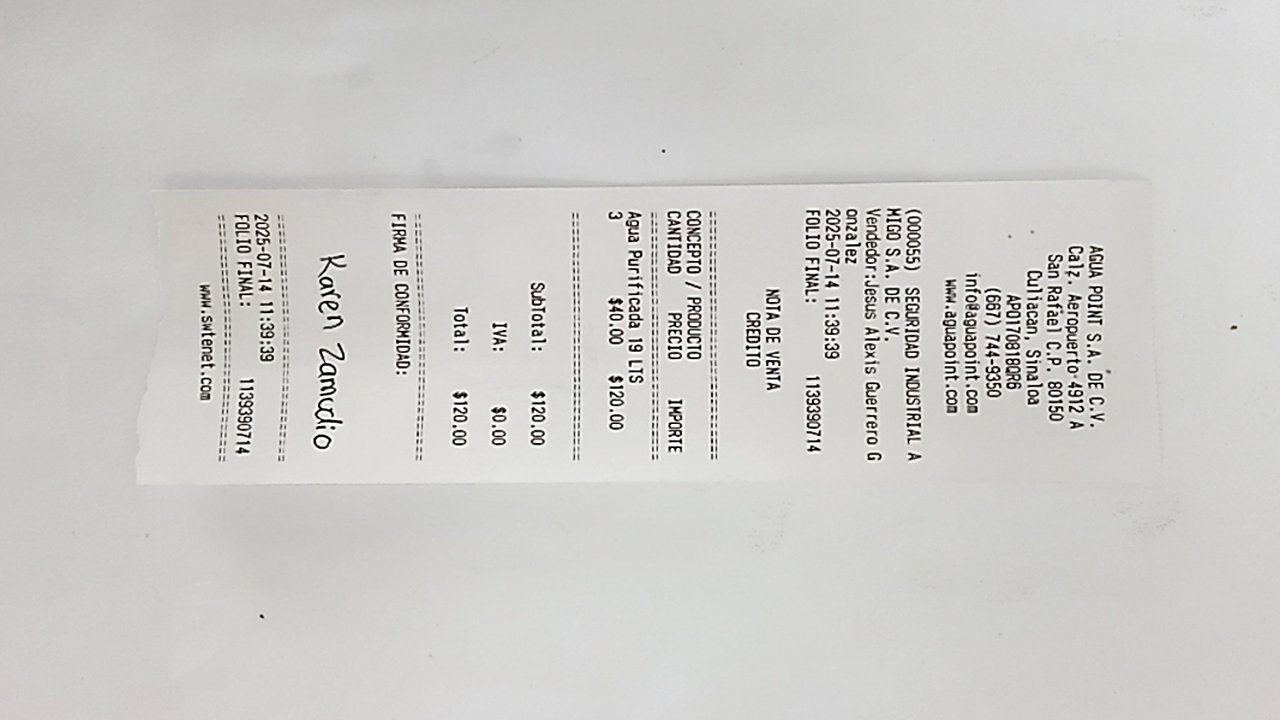 AGUA POINT S.A. DE C.V.
Calz. Aeropuerto 4912 A
San Rafael C.P. 80150
Culiacan, Sinaloa
APO170818QR6
(667) 744-9350
info@aguapoint.com
www.aguapoint.com
(000055) SEGURIDAD INDUSTRIAL A
MIGO S.A. DE C.V.
Vendedor:Jesus Alexis Guerrero G
onzalez
2025-07-14 11:39:39
FOLIO FINAL: 1139390714
NOTA DE VENTA
CREDITO
================================
CONCEPTO / PRODUCTO
CANTIDAD PRECIO IMPORTE
================================
Agua Purificada 19 LTS
3 $40.00 $120.00
================================
SubTotal: $120.00
IVA: $0.00
Total: $120.00
================================
FIRMA DE CONFORMIDAD:
Karen Zamudio
================================
2025-07-14 11:39:39
FOLIO FINAL: 1139390714
================================
www.swtenet.com